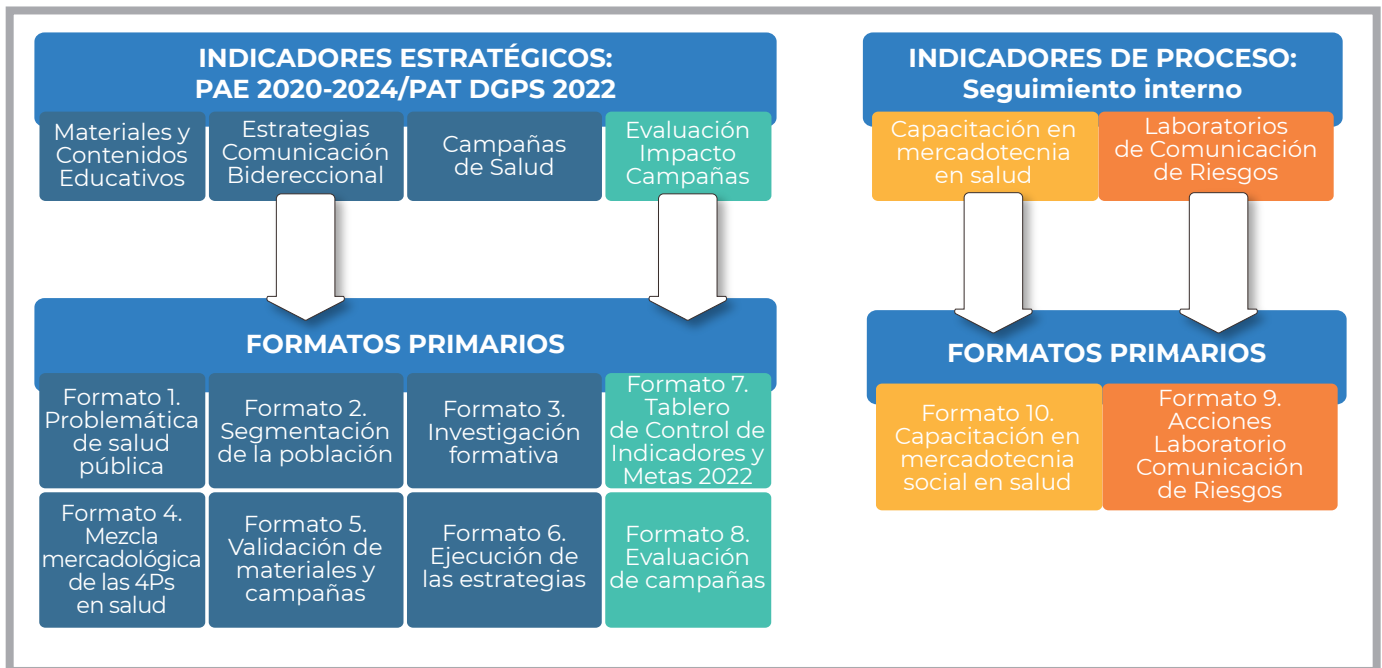 INDICADORES ESTRATÉGICOS:
PAE 2020-2024/PAT DGPS 2022
Materiales y
Contenidos
Educativos
Estrategias
Comunicación
Bidereccional
Campañas
de Salud
Evaluación
Impacto
Campañas
FORMATOS PRIMARIOS
Formato 1.
Problemática
de salud
pública
Formato 2.
Segmentación
de la población
Formato 3.
Investigación
formativa
Formato 7.
Tablero
de Control de
Indicadores y
Metas 2022
Formato 4.
Mezcla
mercadológica
de las 4Ps
en salud
Formato 5.
Validación de
materiales y
campañas
Formato 6.
Ejecución de
las estrategias
Formato 8.
Evaluación
de campañas
INDICADORES DE PROCESO:
Seguimiento interno
Capacitación en
mercadotecnia
en salud
Laboratorios
de Comunicación
de Riesgos
FORMATOS PRIMARIOS
Formato 10.
Capacitación en
mercadotecnia
social en salud
Formato 9.
Acciones
Laboratorio
Comunicación
de Riesgos